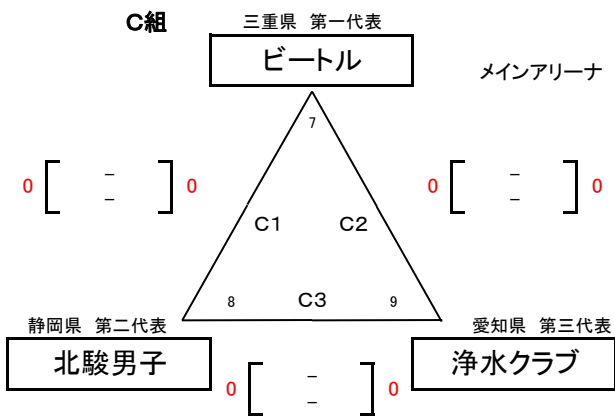 C組
三重県 第一代表
ビートル
メインアリーナ
7
0 [ - ] 0
[ - ]
0 [ - ] 0
[ - ]
C1
C2
8
C3
9
静岡県 第二代表
愛知県 第三代表
北駿男子
浄水クラブ
0 [ - ] 0
[ - ]